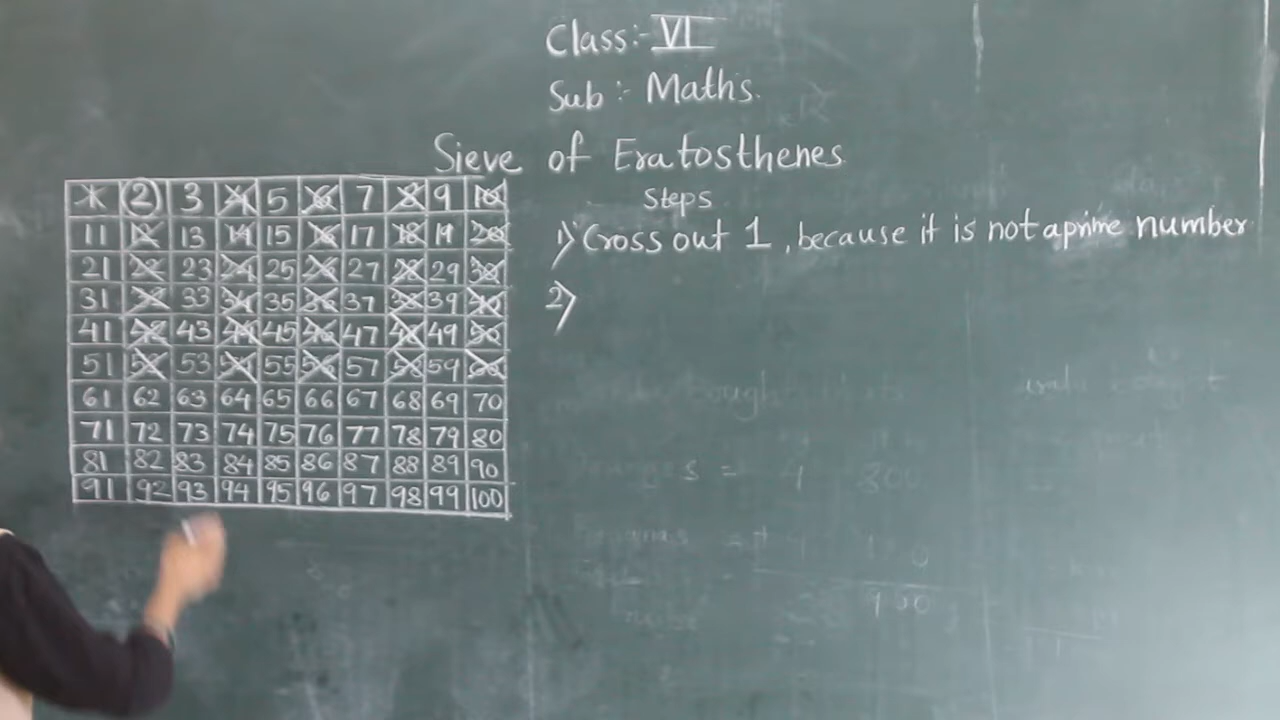 Class:- VI
Sub :- Maths.
Sieve of Eratosthenes
Steps
1) Cross out 1, because it is not a prime number
2)
1 2 3 4 5 6 7 8 9 10
11 12 13 14 15 16 17 18 19 20
21 22 23 24 25 26 27 28 29 30
31 32 33 34 35 36 37 38 39 40
41 42 43 44 45 46 47 48 49 50
51 52 53 54 55 56 57 58 59 60
61 62 63 64 65 66 67 68 69 70
71 72 73 74 75 76 77 78 79 80
81 82 83 84 85 86 87 88 89 90
91 92 93 94 95 96 97 98 99 100